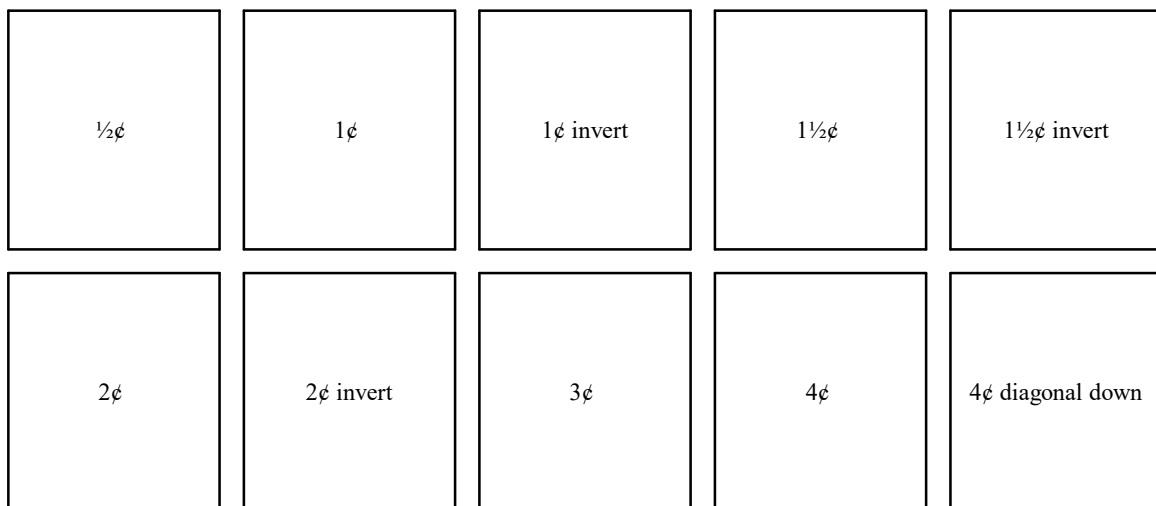 ½¢
1¢
1¢ invert
1½¢
1½¢ invert
2¢
2¢ invert
3¢
4¢
4¢ diagonal down